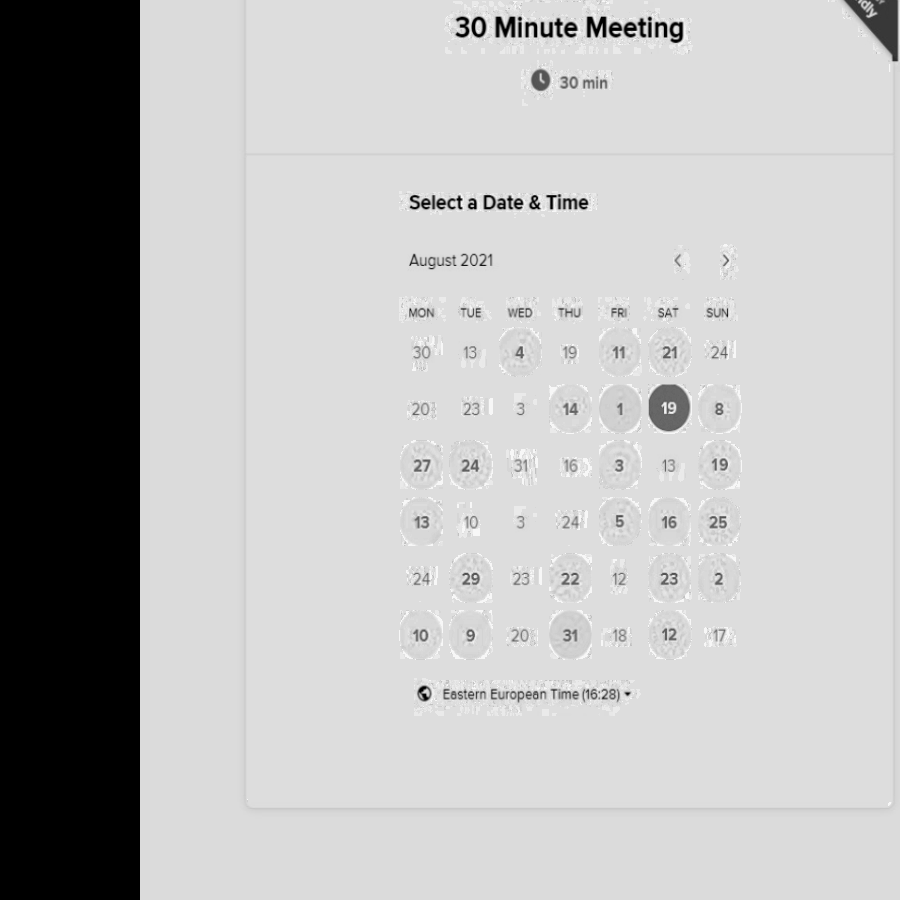 30 Minute Meeting
30 min
Select a Date & Time
August 2021
MON TUE WED THU FRI SAT SUN
30 13 4 19 11 21 24
20 23 3 14 1 19 8
27 24 31 16 3 13 19
13 10 3 24 5 16 25
24 29 23 22 12 23 2
10 9 20 31 18 12 17
Eastern European Time (16:28)